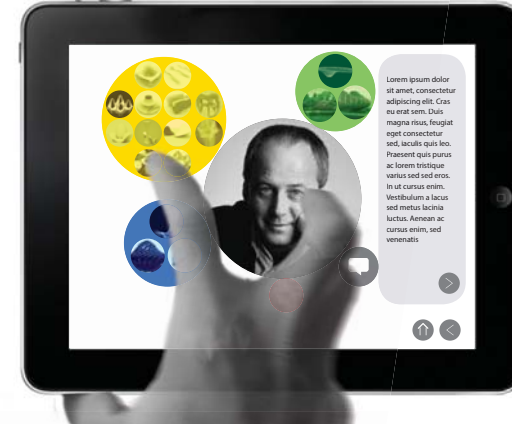 Lorem ipsum dolor
sit amet, consectetur
adipiscing elit. Cras
eu erat sem. Duis
magna risus, feugiat
eget consectetur
sed, iaculis quis leo.
Praesent quis purus
ac lorem tristique
varius sed sed eros.
In ut cursus enim.
Vestibulum a lacus
sed metus lacinia
luctus. Aenean ac
cursus enim, sed
venenatis